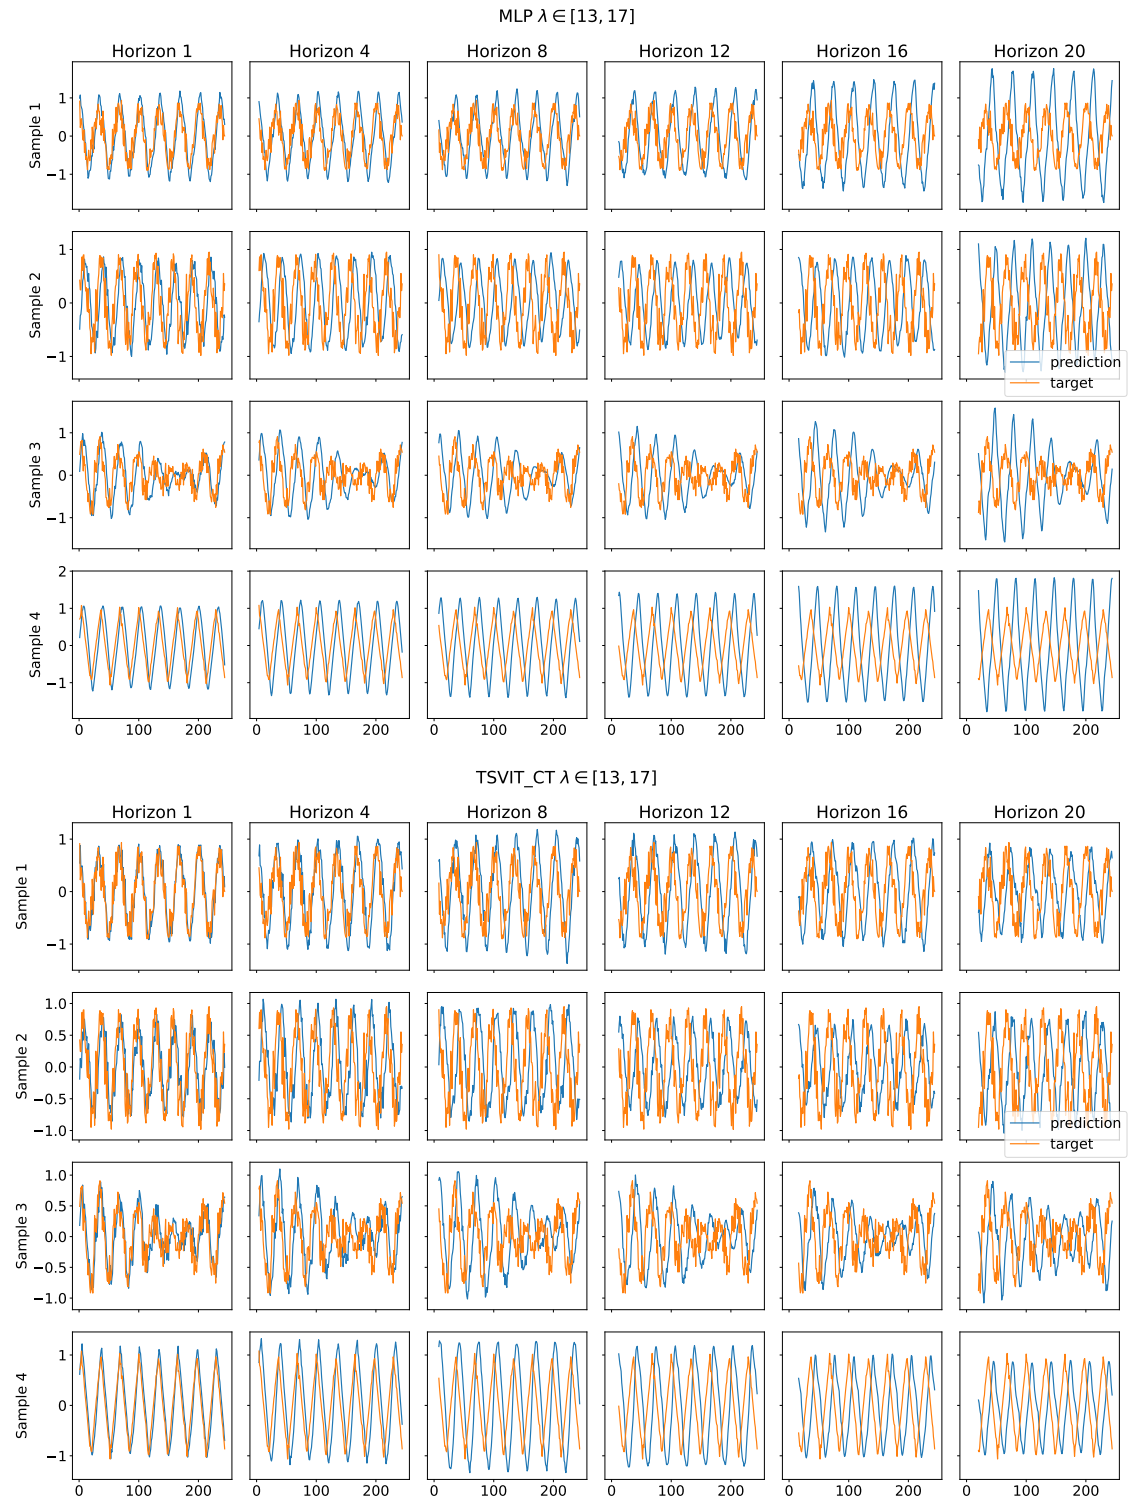 MLP λ ∈ [13, 17]
Horizon 1 Horizon 4 Horizon 8 Horizon 12 Horizon 16 Horizon 20
Sample 1
1
0
−1
Sample 2
1
0
−1
prediction
target
Sample 3
1
0
−1
Sample 4
2
1
0
−1
0 100 200 0 100 200 0 100 200 0 100 200 0 100 200 0 100 200
TSVIT_CT λ ∈ [13, 17]
Horizon 1 Horizon 4 Horizon 8 Horizon 12 Horizon 16 Horizon 20
Sample 1
1
0
−1
Sample 2
1.0
0.5
0.0
−0.5
−1.0
prediction
target
Sample 3
1.0
0.5
0.0
−0.5
−1.0
Sample 4
1
0
−1
0 100 200 0 100 200 0 100 200 0 100 200 0 100 200 0 100 200